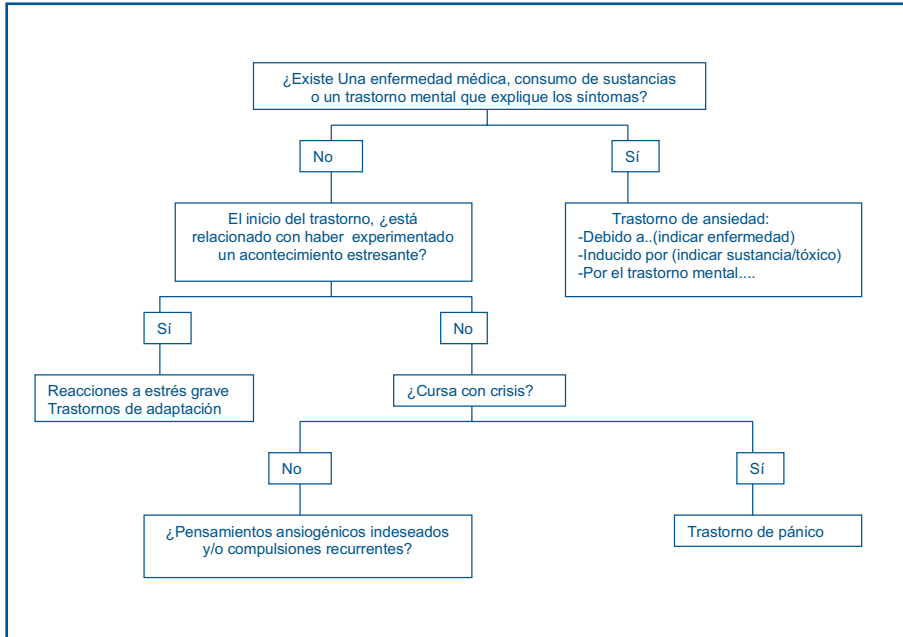 ¿Existe Una enfermedad médica, consumo de sustancias
o un trastorno mental que explique los síntomas?
No
Sí
El inicio del trastorno, ¿está
relacionado con haber experimentado
un acontecimiento estresante?
Trastorno de ansiedad:
-Debido a..(indicar enfermedad)
-Inducido por (indicar sustancia/tóxico)
-Por el trastorno mental....
Sí
No
Reacciones a estrés grave
Trastornos de adaptación
¿Cursa con crisis?
No
Sí
¿Pensamientos ansiogénicos indeseados
y/o compulsiones recurrentes?
Trastorno de pánico